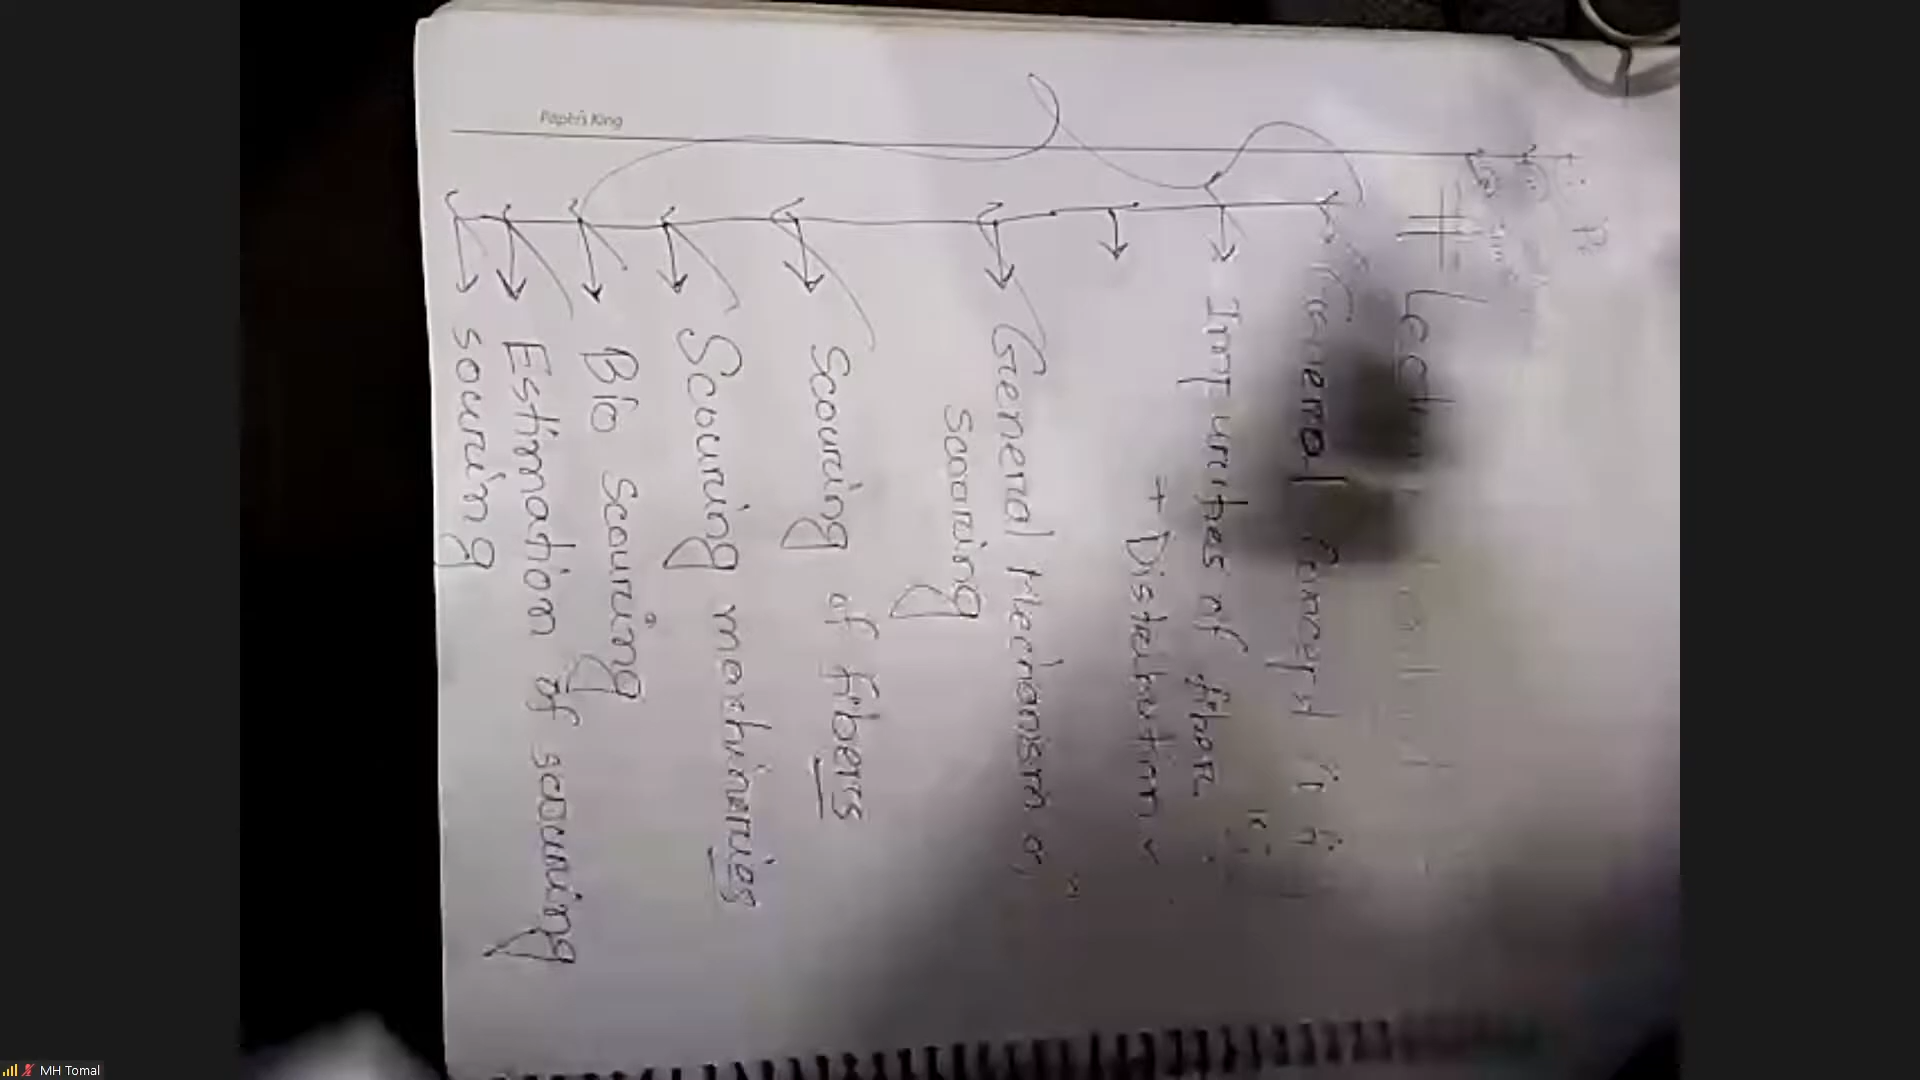 # Lecture
General Concept
Impurities of fiber
+ Distribution
General Mechanism of
scouring
Scouring of fibers
Scouring machineries
Bio scouring
Estimation of scouring
souring
Paper's King
MH Tomal